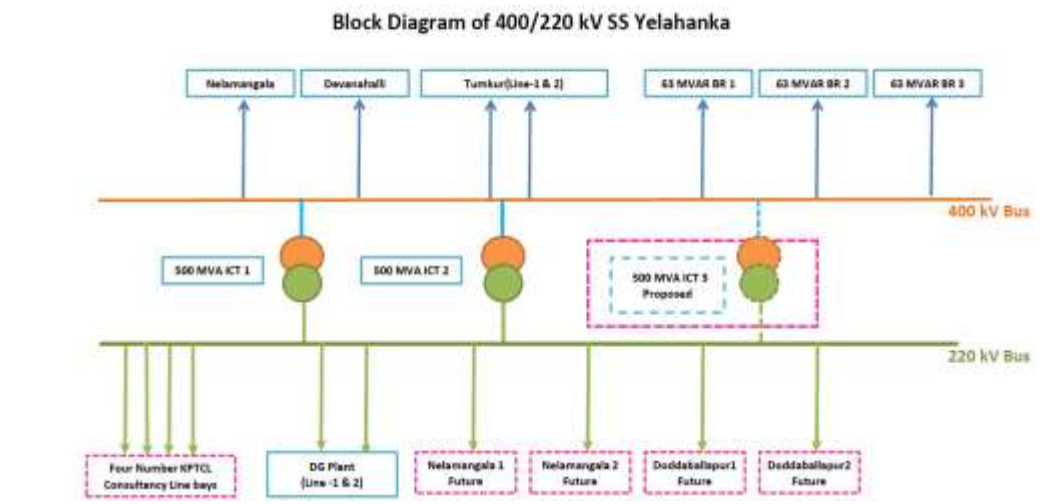 Block Diagram of 400/220 kV SS Yelahanka
Nelamangala
Devanahalli
Tumkur(Line-1 & 2)
63 MVAR BR 1
63 MVAR BR 2
63 MVAR BR 3
400 kV Bus
500 MVA ICT 1
500 MVA ICT 2
500 MVA ICT 3
Proposed
220 kV Bus
Four Number KPTCL
Consultancy Line bays
DG Plant
(Line -1 & 2)
Nelamangala 1
Future
Nelamangala 2
Future
Doddaballapur1
Future
Doddaballapur2
Future